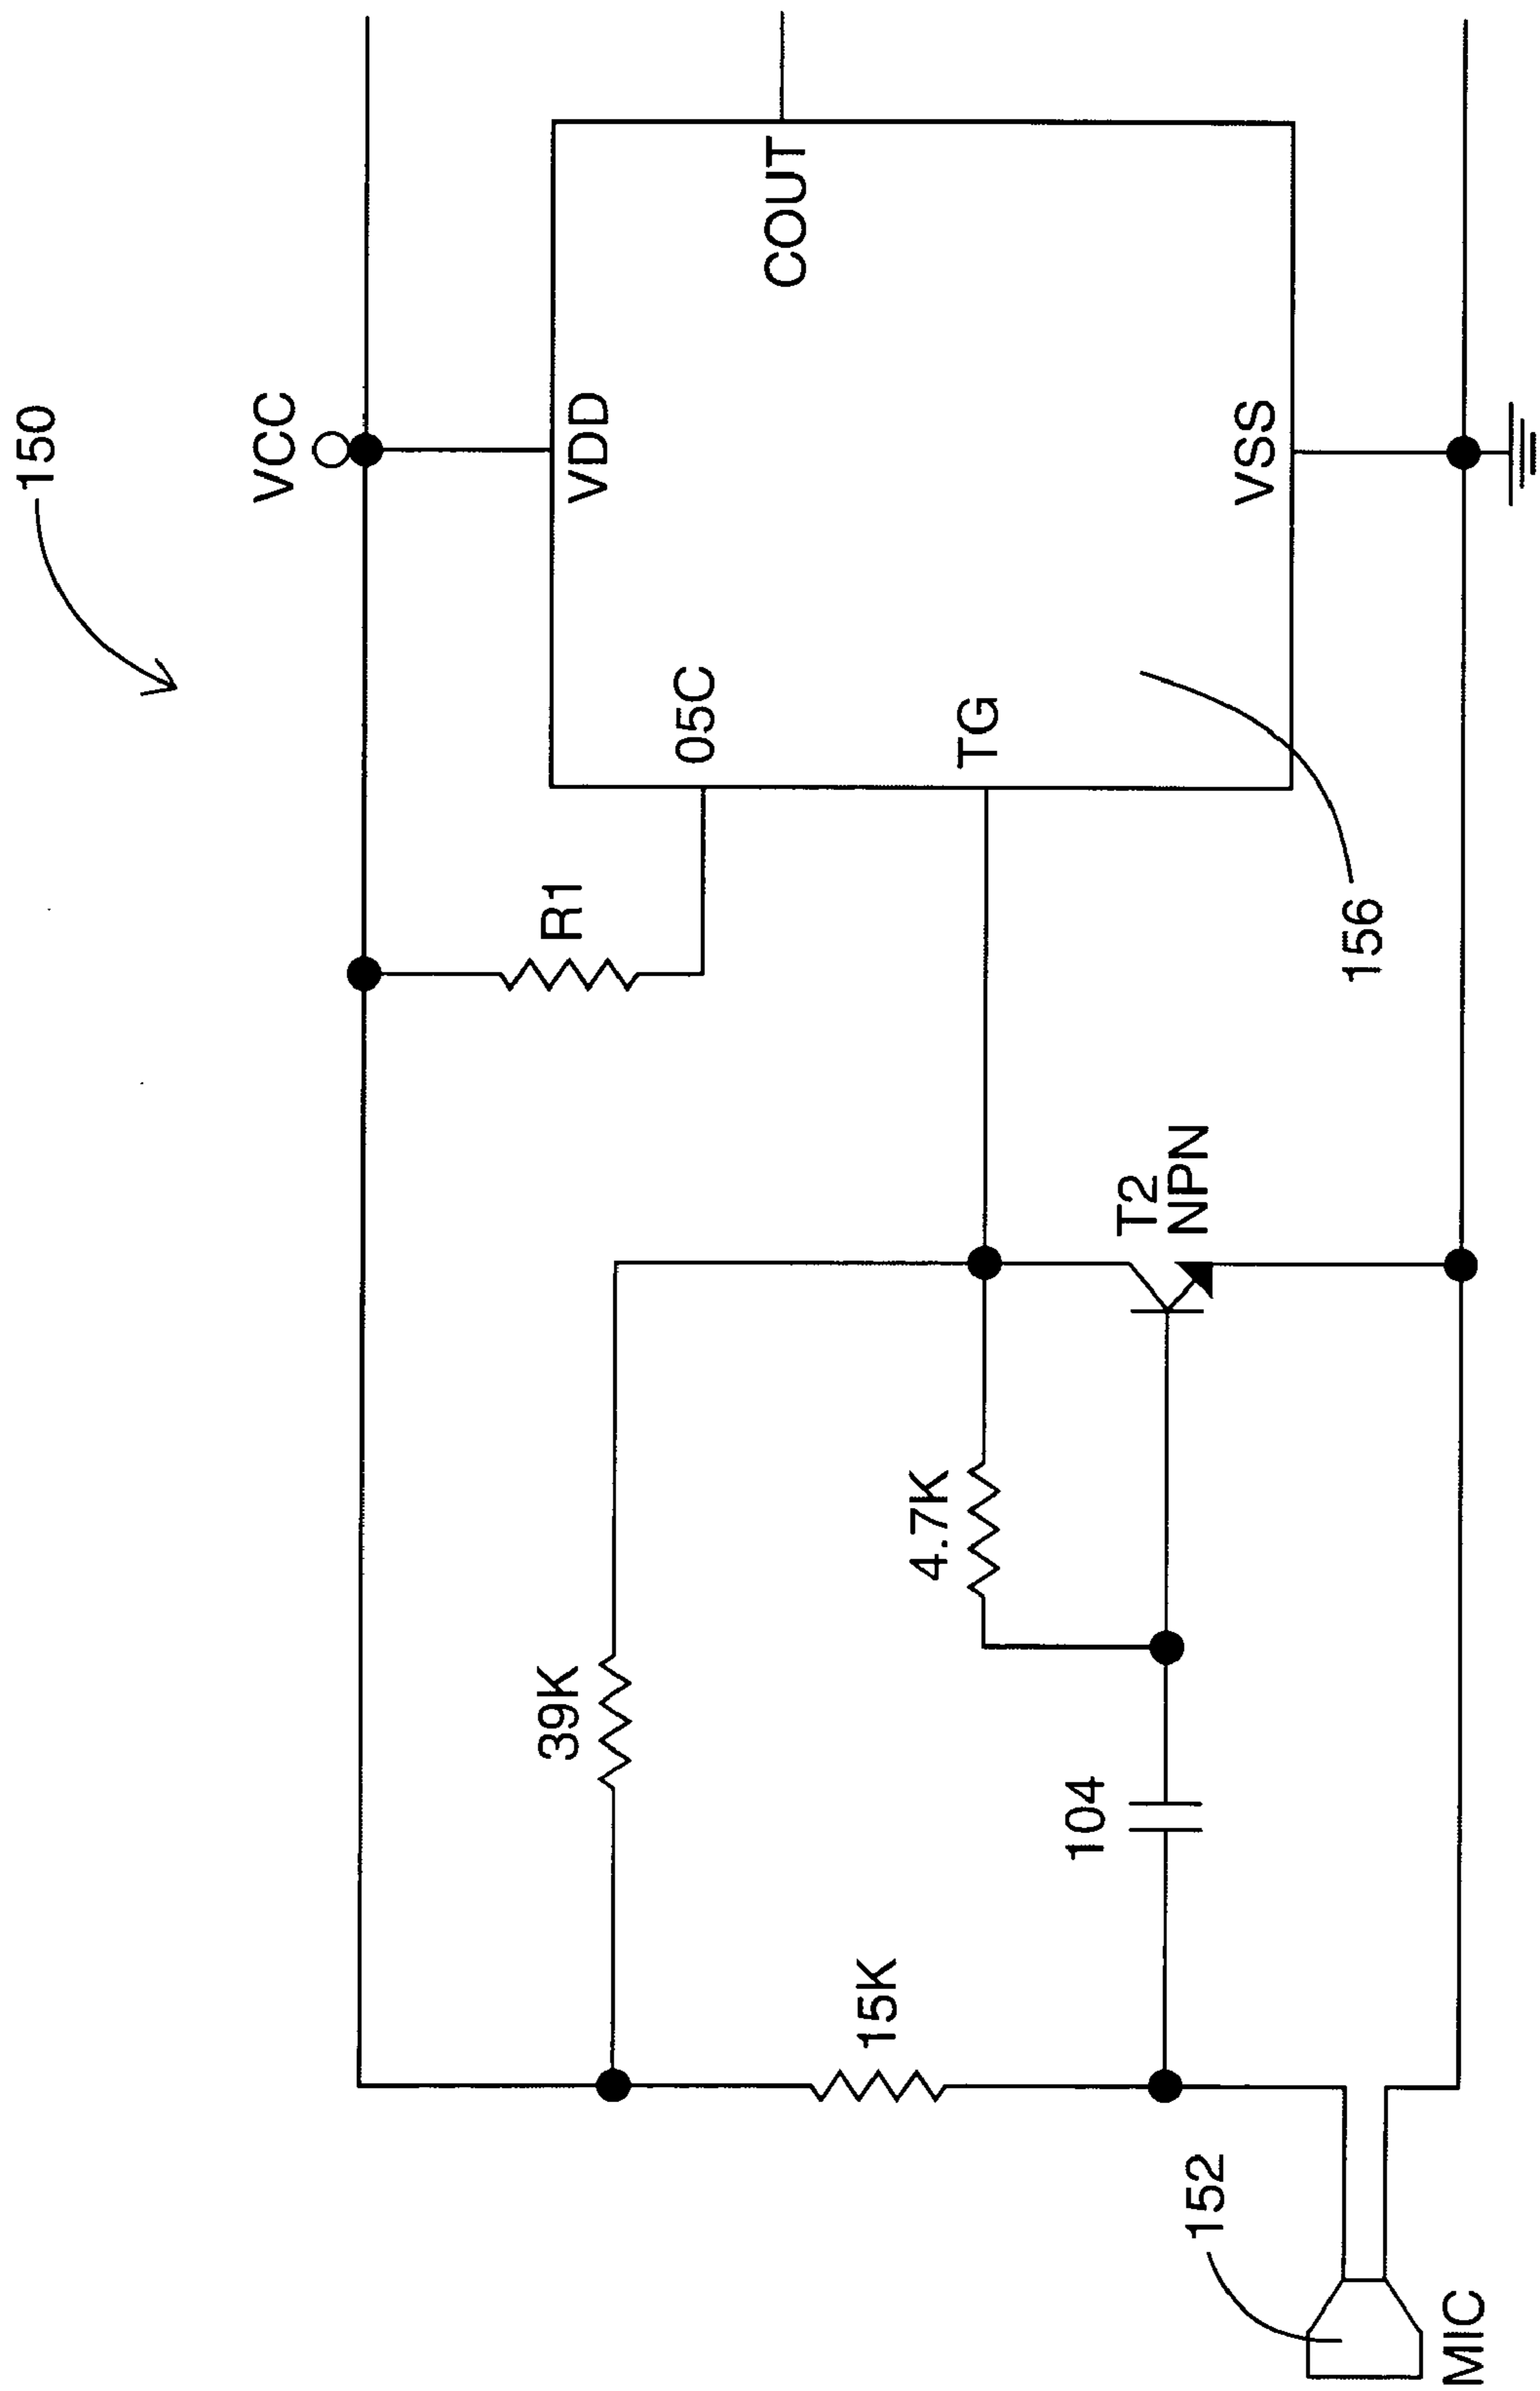 150
VCC
VDD
COUT
05C
R1
TG
VSS
156
39K
4.7K
T2
NPN
15K
104
152
MIC